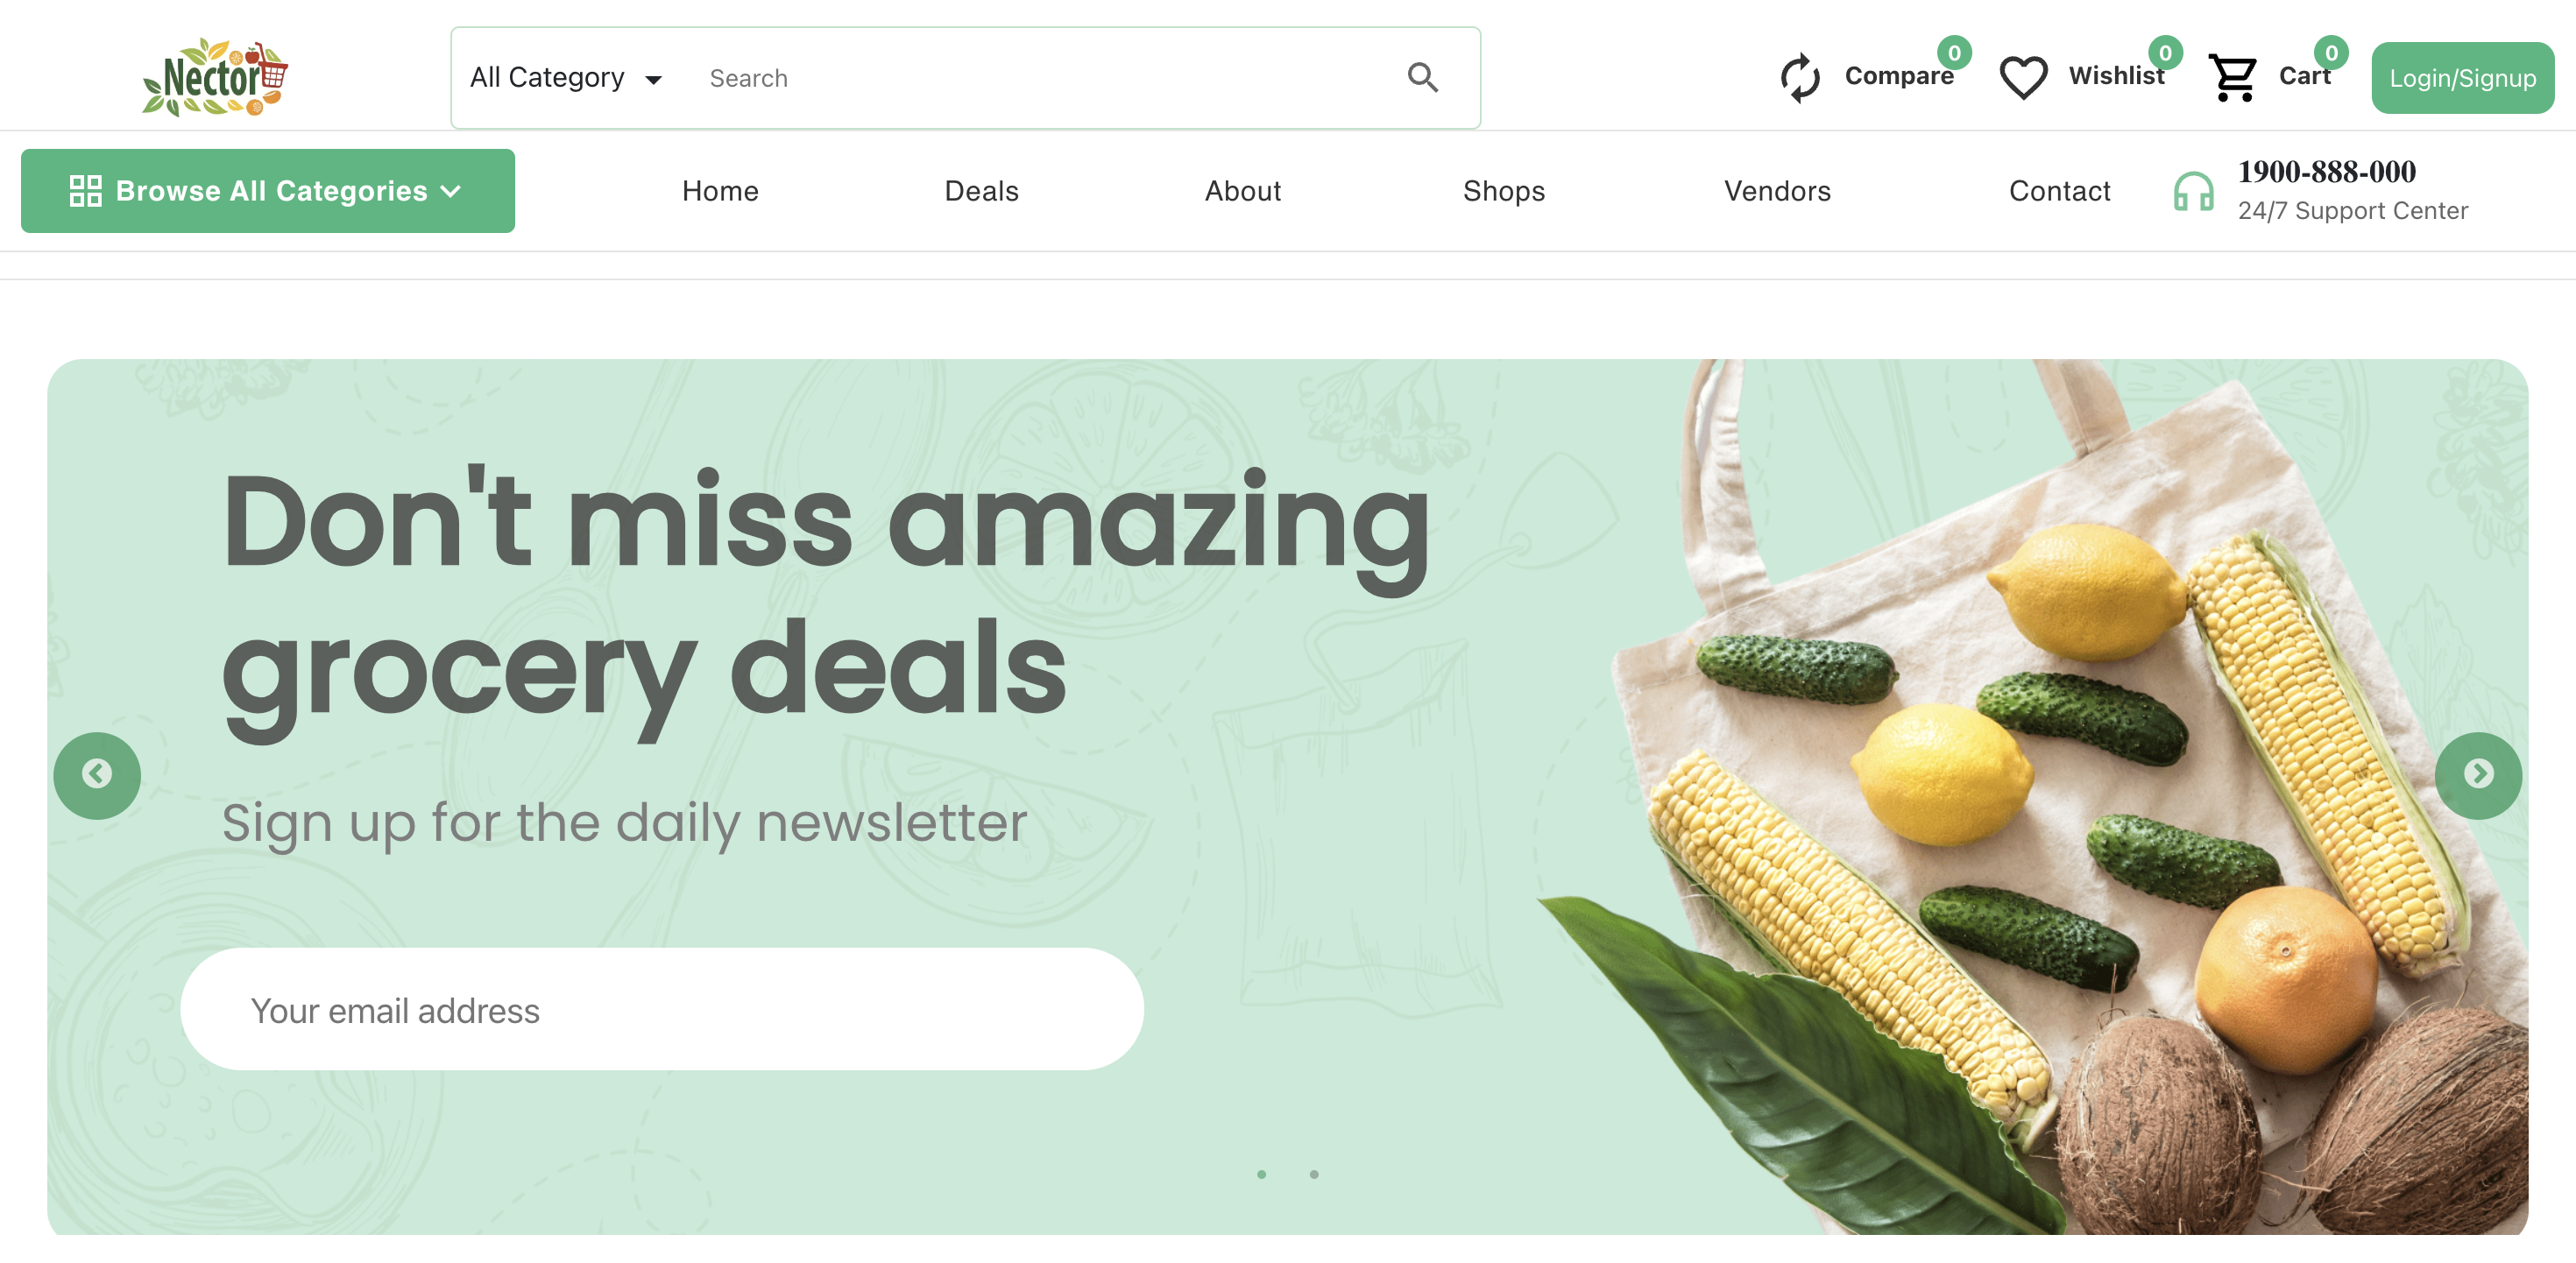 Nector
All Category
Search
Compare 0
Wishlist 0
Cart 0
Login/Signup
Browse All Categories
Home
Deals
About
Shops
Vendors
Contact
1900-888-000
24/7 Support Center
Don't miss amazing
grocery deals
Sign up for the daily newsletter
Your email address